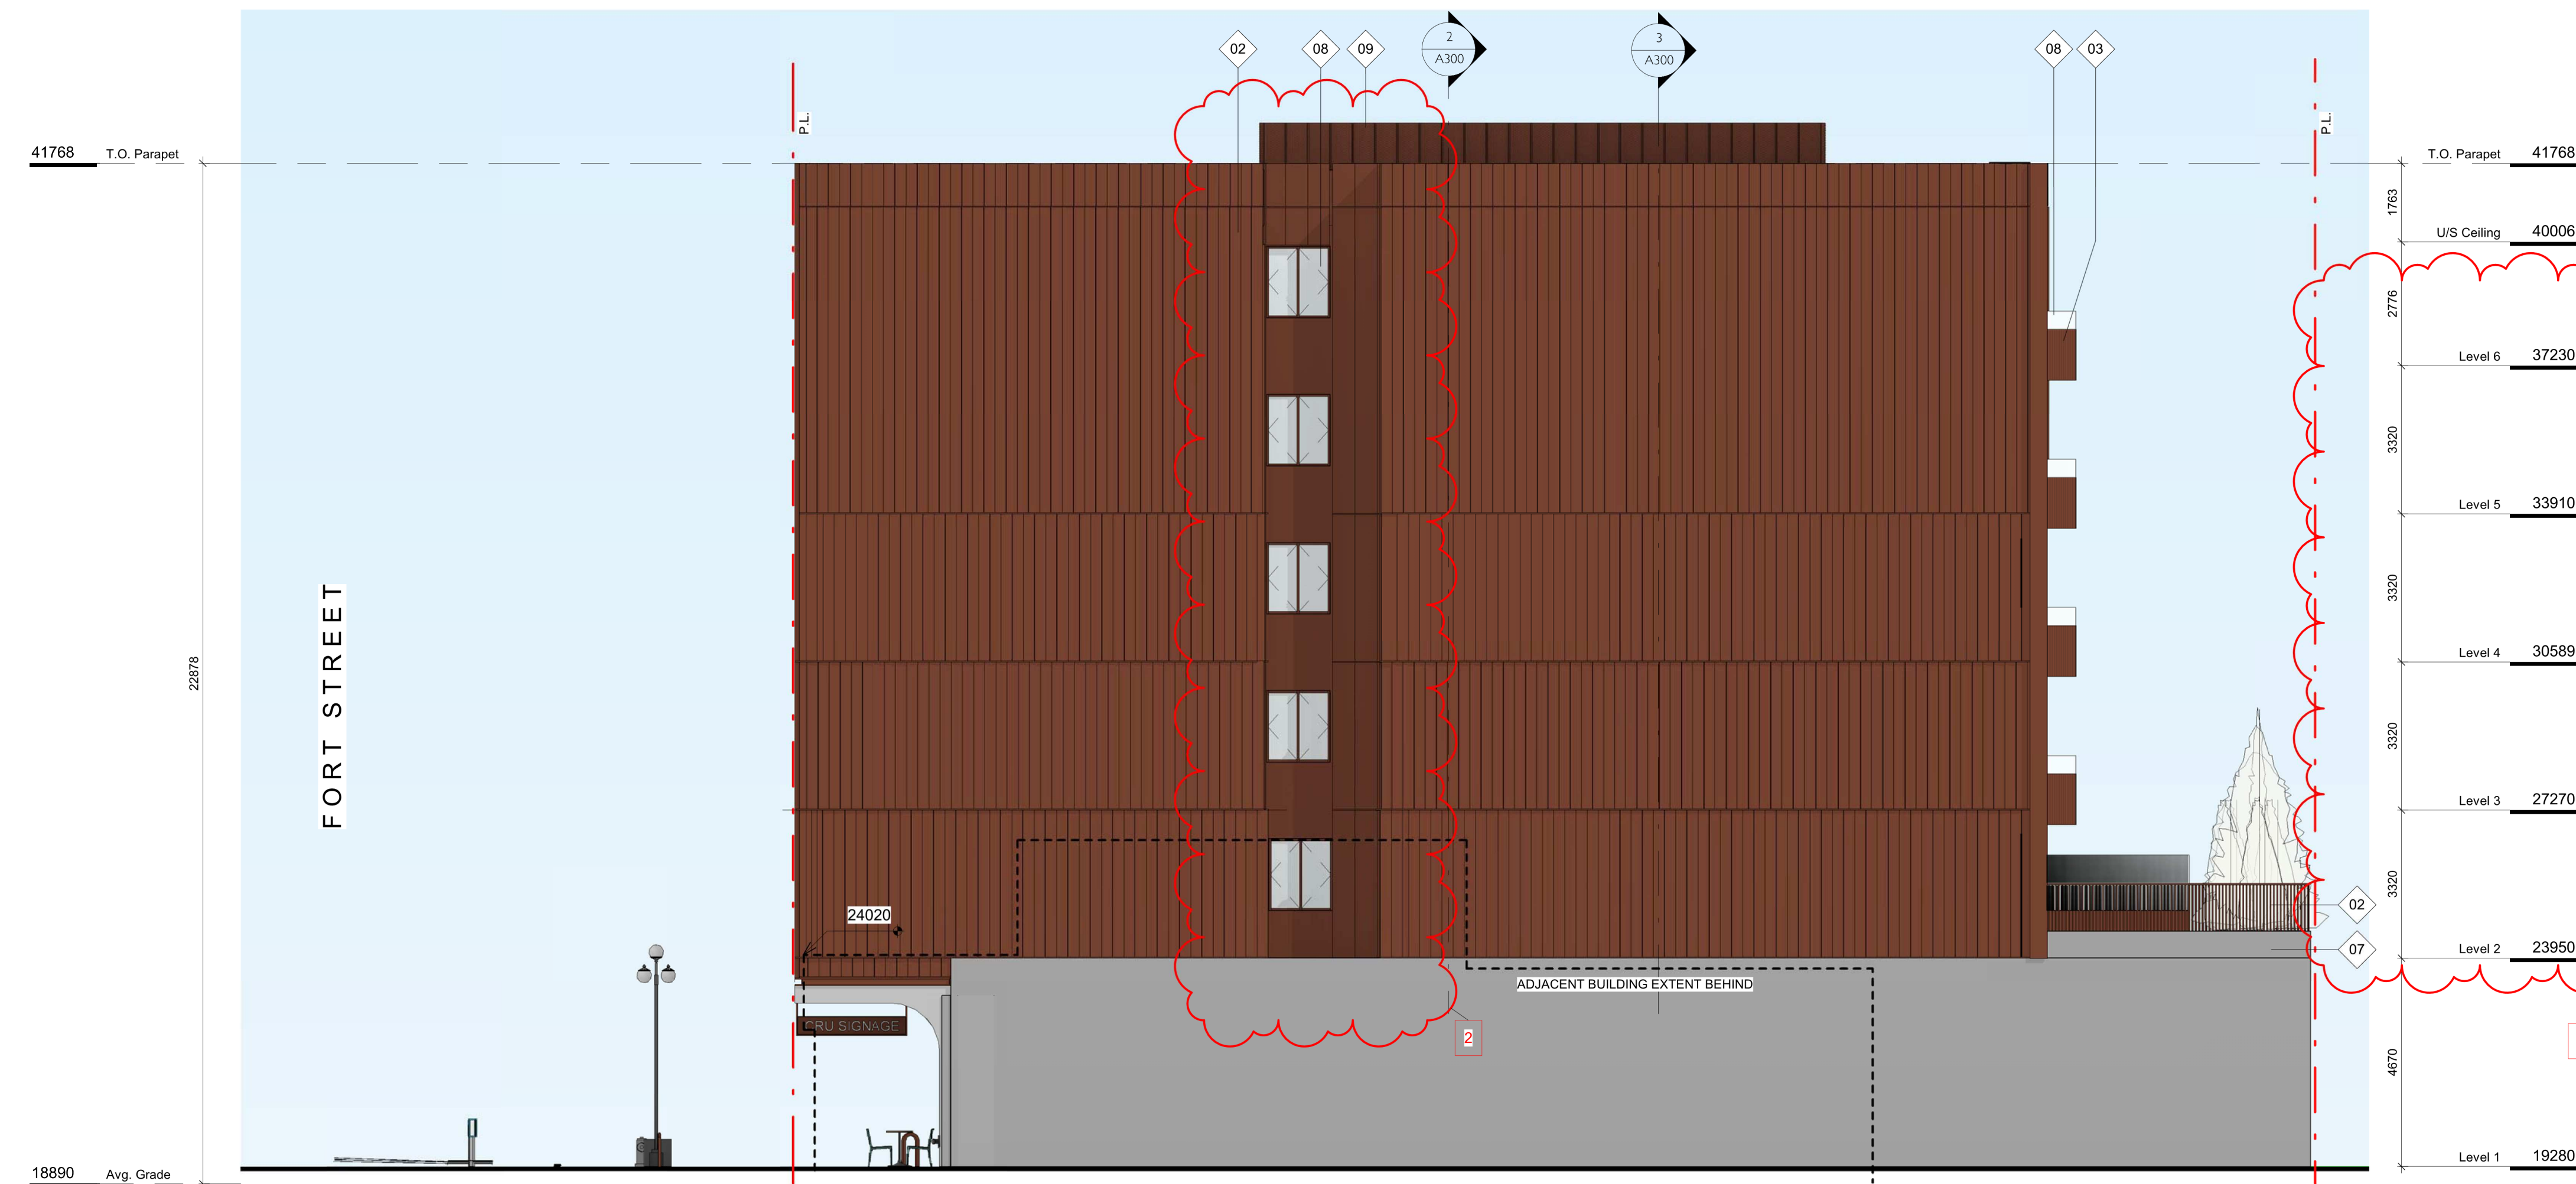 02
08
09
2
A300
3
A300
08
03
P.L.
P.L.
41768 T.O. Parapet
T.O. Parapet 41768
1763
U/S Ceiling 40006
2776
Level 6 37230
3320
Level 5 33910
3320
FORT STREET
22878
Level 4 30589
3320
Level 3 27270
3320
24020
02
07
Level 2 23950
ADJACENT BUILDING EXTENT BEHIND
CRU SIGNAGE
2
4670
Level 1 19280
18890 Avg. Grade